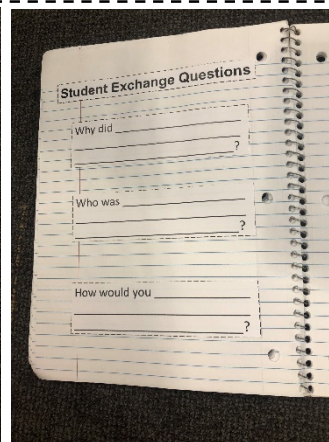 Student Exchange Questions
Why did
?
Who was
?
How would you
?